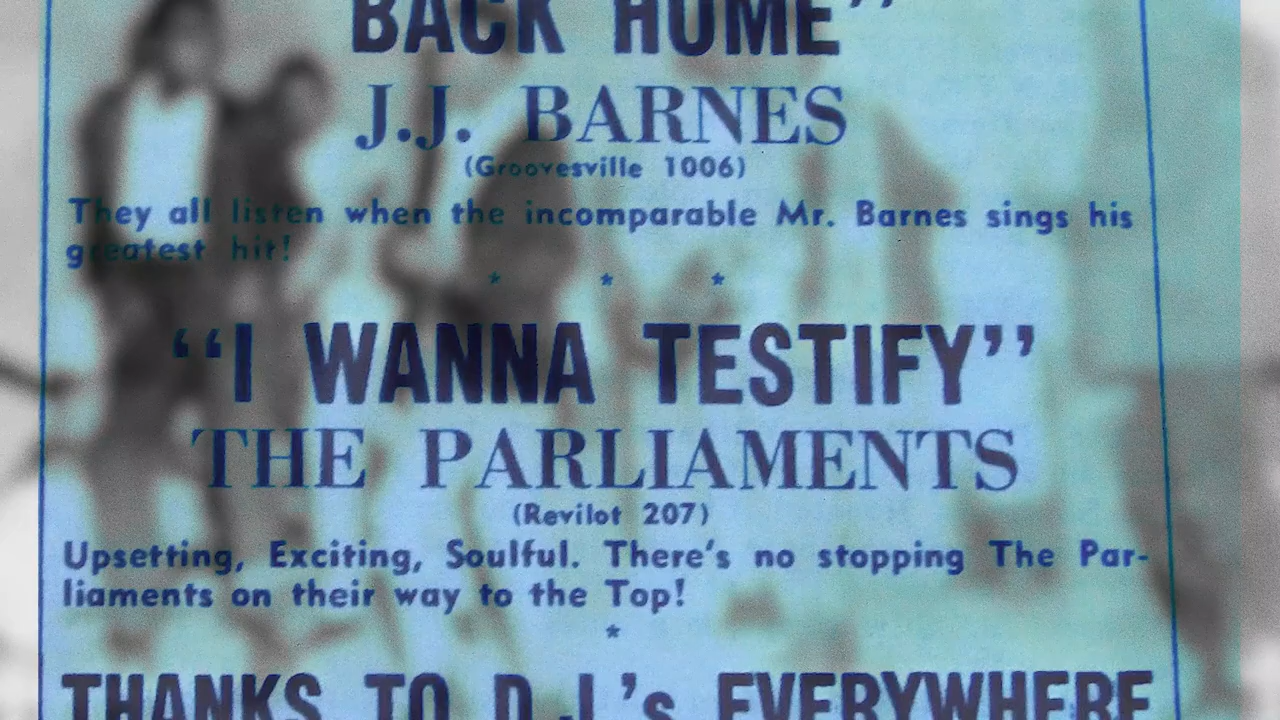 BACK HOME”
J.J. BARNES
(Groovesville 1006)
They all listen when the incomparable Mr. Barnes sings his
greatest hit!
* * *
“I WANNA TESTIFY”
THE PARLIAMENTS
(Revilot 207)
Upsetting, Exciting, Soulful. There's no stopping The Par-
liaments on their way to the Top!
*
THANKS TO D.J.'s EVERYWHERE